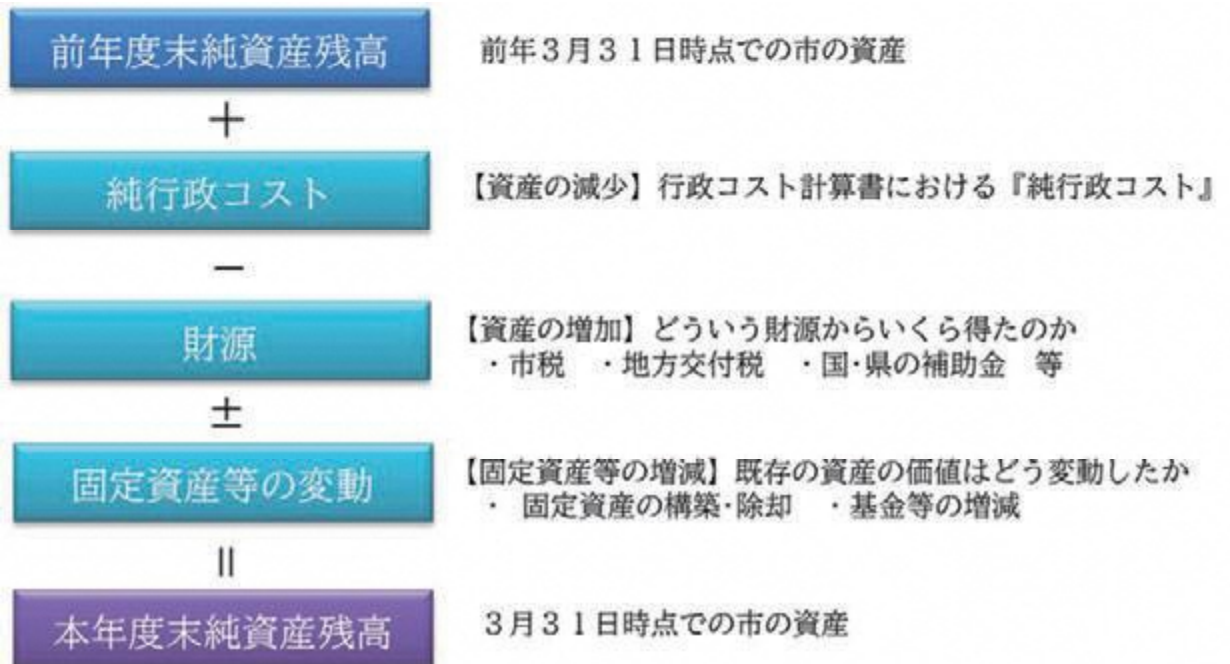 前年度末純資産残高 前年３月３１日時点での市の資産
＋
純行政コスト 【資産の減少】行政コスト計算書における『純行政コスト』
－
財源 【資産の増加】どういう財源からいくら得たのか
・市税　・地方交付税　・国･県の補助金　等
±
固定資産等の変動 【固定資産等の増減】既存の資産の価値はどう変動したか
・ 固定資産の構築･除却　・基金等の増減
＝
本年度末純資産残高 ３月３１日時点での市の資産